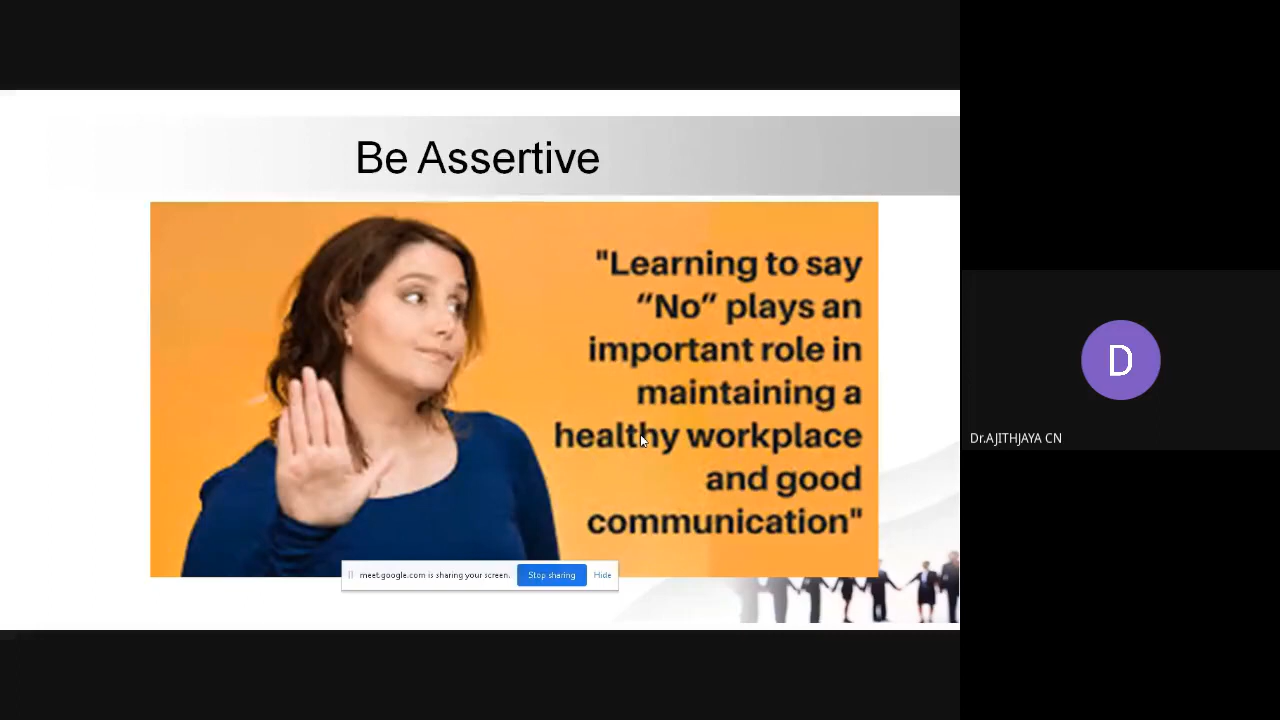 Be Assertive
"Learning to say
“No” plays an
important role in
maintaining a
healthy workplace
and good
communication"
meet.google.com is sharing your screen.
Stop sharing
Hide
D
Dr.AJITHJAYA CN